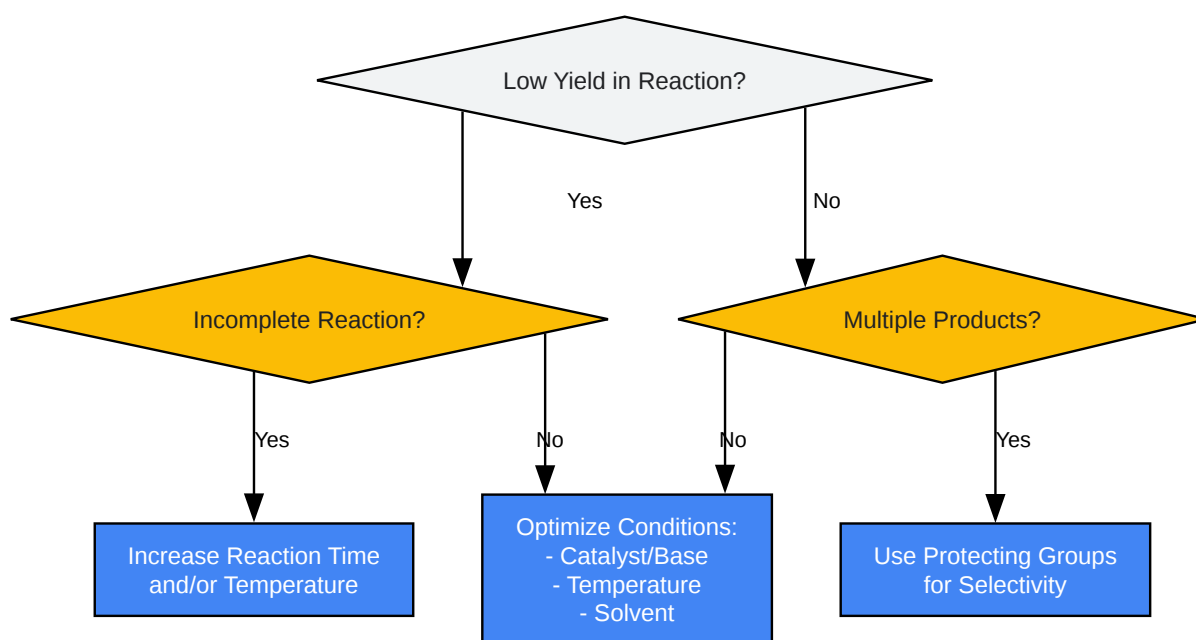 Low Yield in Reaction?
Yes
No
Incomplete Reaction?
Multiple Products?
Yes
No
No
Yes
Increase Reaction Time
and/or Temperature
Optimize Conditions:
- Catalyst/Base
- Temperature
- Solvent
Use Protecting Groups
for Selectivity